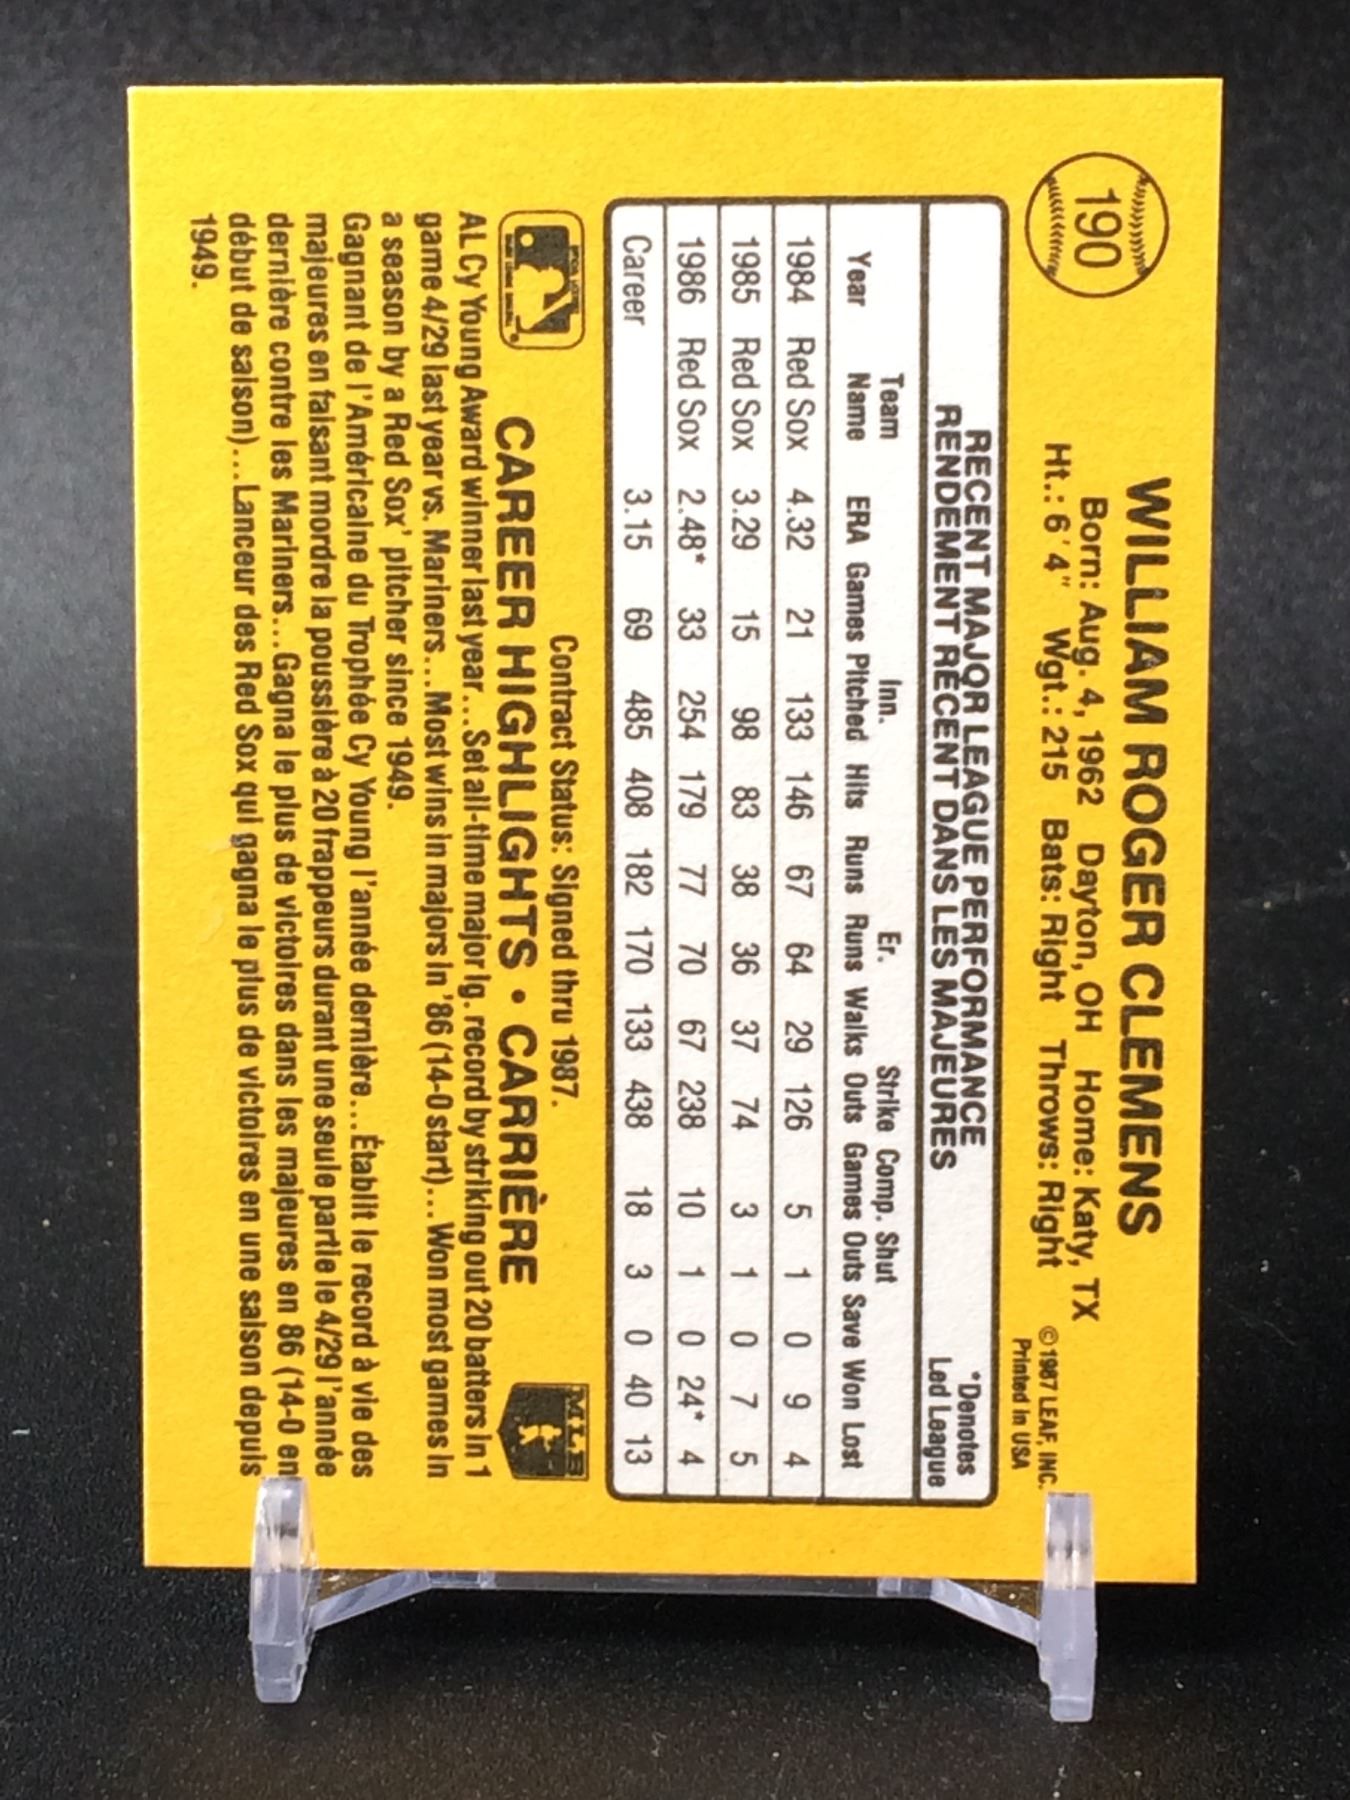 190
WILLIAM ROGER CLEMENS
Born: Aug. 4, 1962 Dayton, OH Home: Katy, TX
Ht.: 6'4" Wgt.: 215 Bats: Right Throws: Right
©1987 LEAF, INC.
Printed in USA
RECENT MAJOR LEAGUE PERFORMANCE
RENDEMENT RÉCENT DANS LES MAJEURES
*Denotes
Led League
Team Inn. Er. Strike Comp. Shut
Year Name ERA Games Pitched Hits Runs Runs Walks Outs Games Outs Save Won Lost
1984 Red Sox 4.32 21 133 146 67 64 29 126 5 1 0 9 4
1985 Red Sox 3.29 15 98 83 38 36 37 74 3 1 0 7 5
1986 Red Sox 2.48* 33 254 179 77 70 67 238 10 1 0 24* 4
Career 3.15 69 485 408 182 170 133 438 18 3 0 40 13
Contract Status: Signed thru 1987.
CAREER HIGHLIGHTS • CARRIÈRE
MLB
AL Cy Young Award winner last year...Set all-time major lg. record by striking out 20 batters in 1
game 4/29 last year vs. Mariners...Most wins in majors in '86 (14-0 start)...Won most games in
a season by a Red Sox' pitcher since 1949.
Gagnant de l'Américaine du Trophée Cy Young l'année dernière...Établit le record à vie des
majeures en faisant mordre la poussière à 20 frappeurs durant une seule partie le 4/29 l'année
dernière contre les Mariners...Gagna le plus de victoires dans les majeures en 86 (14-0 en
début de saison)...Lanceur des Red Sox qui gagna le plus de victoires en une saison depuis
1949.